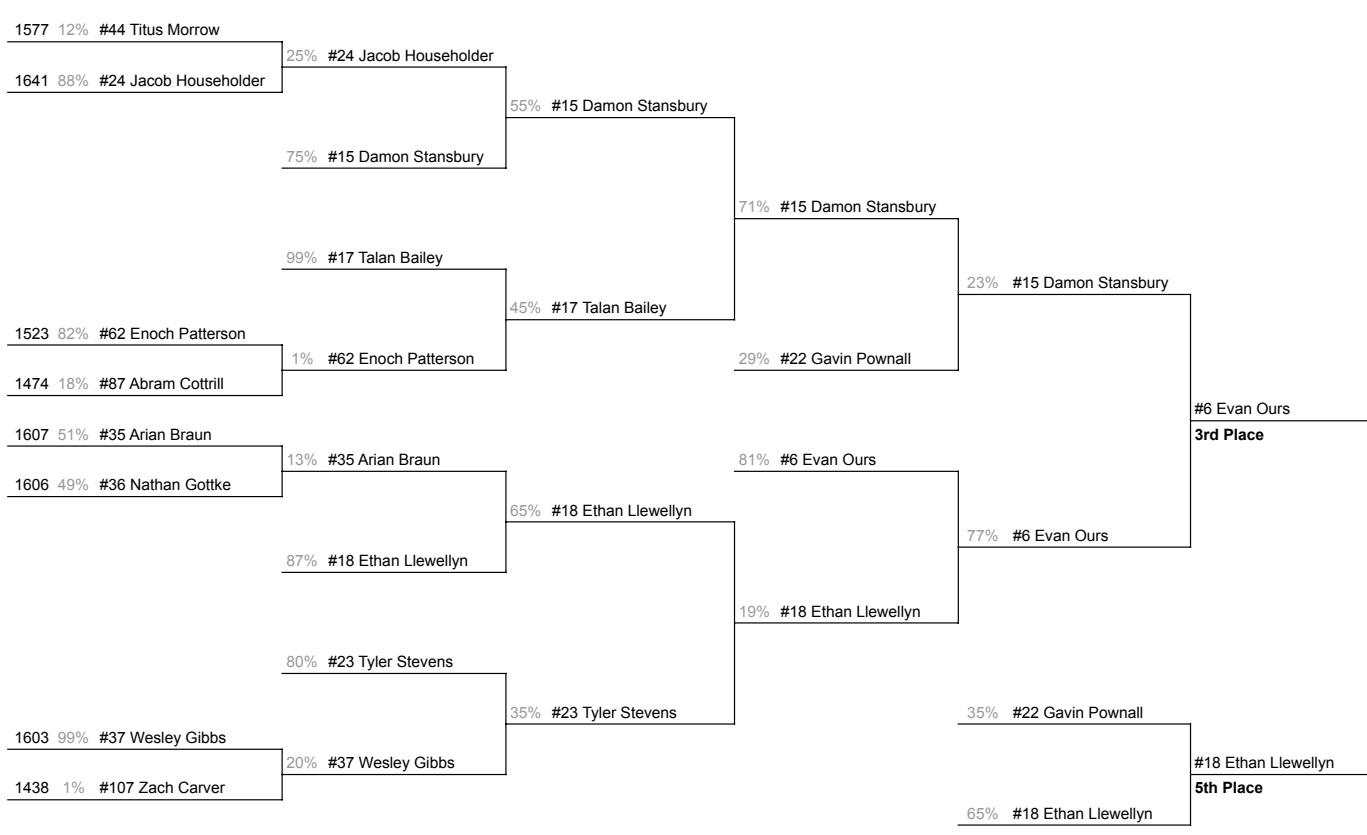 1577 12% #44 Titus Morrow
25% #24 Jacob Householder
1641 88% #24 Jacob Householder
55% #15 Damon Stansbury
75% #15 Damon Stansbury
71% #15 Damon Stansbury
99% #17 Talan Bailey
23% #15 Damon Stansbury
45% #17 Talan Bailey
1523 82% #62 Enoch Patterson
1% #62 Enoch Patterson
29% #22 Gavin Pownall
1474 18% #87 Abram Cottrill
#6 Evan Ours
3rd Place
1607 51% #35 Arian Braun
13% #35 Arian Braun
81% #6 Evan Ours
1606 49% #36 Nathan Gottke
65% #18 Ethan Llewellyn
77% #6 Evan Ours
87% #18 Ethan Llewellyn
19% #18 Ethan Llewellyn
80% #23 Tyler Stevens
35% #23 Tyler Stevens
35% #22 Gavin Pownall
1603 99% #37 Wesley Gibbs
20% #37 Wesley Gibbs
#18 Ethan Llewellyn
1438 1% #107 Zach Carver
5th Place
65% #18 Ethan Llewellyn